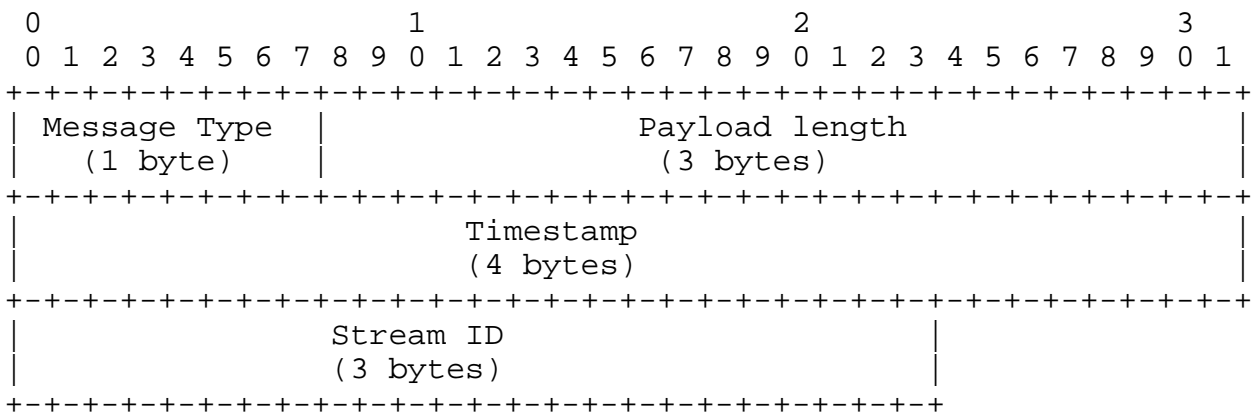 0                   1                   2                   3
 0 1 2 3 4 5 6 7 8 9 0 1 2 3 4 5 6 7 8 9 0 1 2 3 4 5 6 7 8 9 0 1
+-+-+-+-+-+-+-+-+-+-+-+-+-+-+-+-+-+-+-+-+-+-+-+-+-+-+-+-+-+-+-+-+
| Message Type  |                Payload length                 |
|   (1 byte)    |                 (3 bytes)                     |
+-+-+-+-+-+-+-+-+-+-+-+-+-+-+-+-+-+-+-+-+-+-+-+-+-+-+-+-+-+-+-+-+
|                       Timestamp                               |
|                       (4 bytes)                               |
+-+-+-+-+-+-+-+-+-+-+-+-+-+-+-+-+-+-+-+-+-+-+-+-+-+-+-+-+-+-+-+-+
|                Stream ID                      |
|                (3 bytes)                      |
+-+-+-+-+-+-+-+-+-+-+-+-+-+-+-+-+-+-+-+-+-+-+-+-+